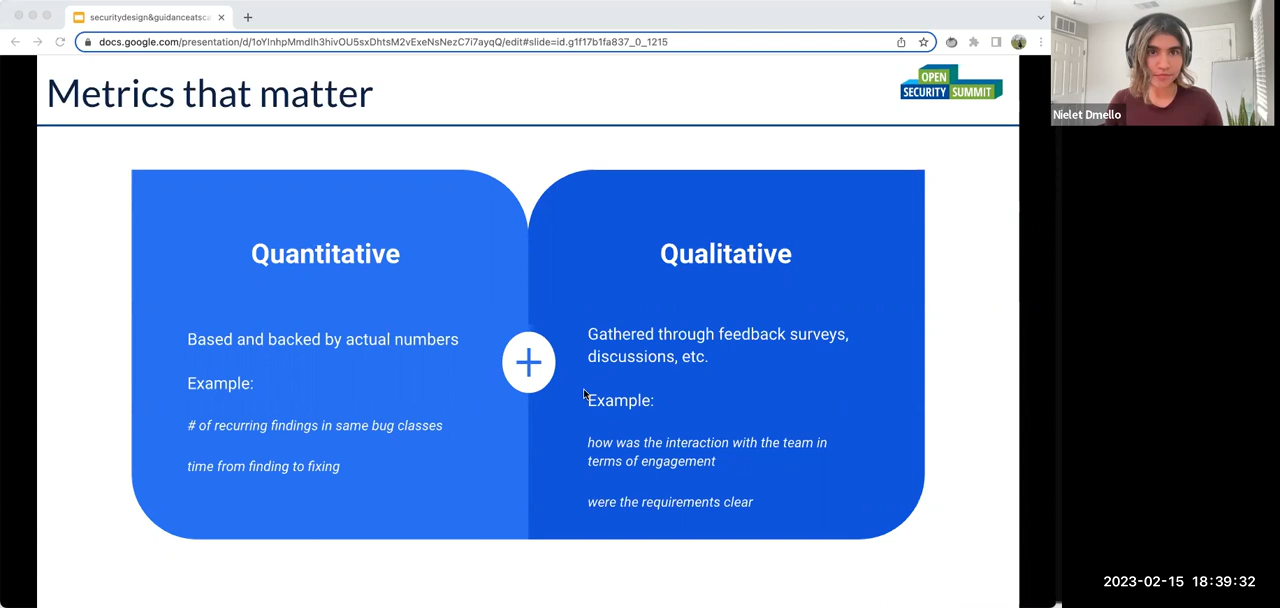 securitydesign&guidanceatsca
docs.google.com/presentation/d/1oYlnhpMmdIh3hivOU5sxDhtsM2vExeNsNezC7i7ayqQ/edit#slide=id.g1f17b1fa837_0_1215
Metrics that matter
OPEN
SECURITY SUMMIT
Nielet Dmello
Quantitative
Based and backed by actual numbers
Example:
# of recurring findings in same bug classes
time from finding to fixing
+
Qualitative
Gathered through feedback surveys,
discussions, etc.
Example:
how was the interaction with the team in
terms of engagement
were the requirements clear
2023-02-15 18:39:32